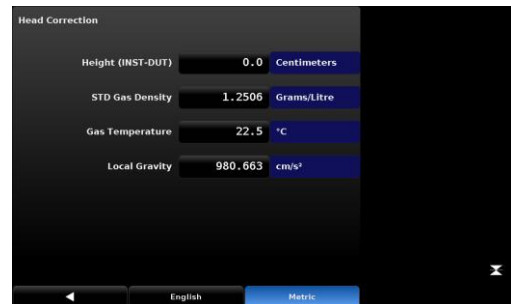 Head Correction
Height (INST-DUT) 0.0 Centimeters
STD Gas Density 1.2506 Grams/Litre
Gas Temperature 22.5 °C
Local Gravity 980.663 cm/s²
English Metric